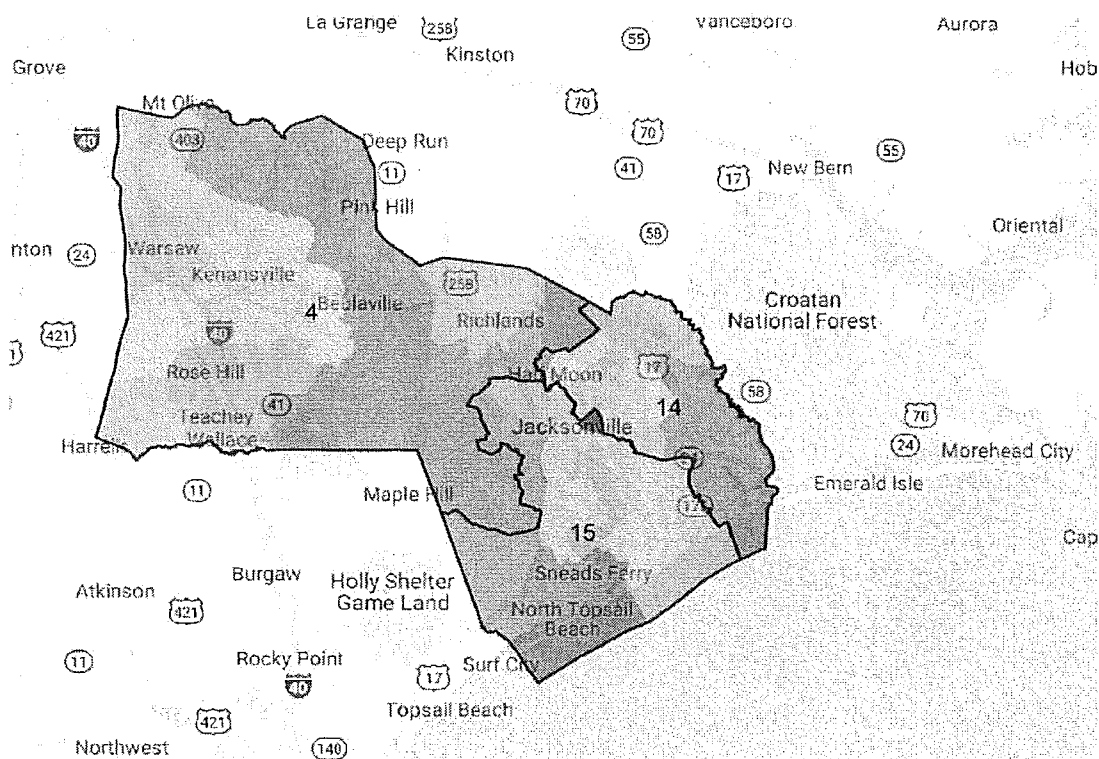 La Grange
258
55
Vanceboro
Aurora
Kinston
Grove
Hob
Mt Olive
70
40
403
Deep Run
70
55
11
41
New Bern
17
Pink Hill
58
Oriental
nton
24
Warsaw
Kenansville
258
Croatan
National Forest
Beulaville
4
Richlands
421
40
Rose Hill
Half Moon
17
58
41
14
70
Teachey
Jacksonville
24
Wallace
Harrells
Morehead City
11
Maple Hill
Emerald Isle
172
15
Cap
Sneads Ferry
Burgaw
Holly Shelter
Game Land
Atkinson
421
North Topsail
Beach
11
Rocky Point
Surf City
40
17
421
Topsail Beach
Northwest
140